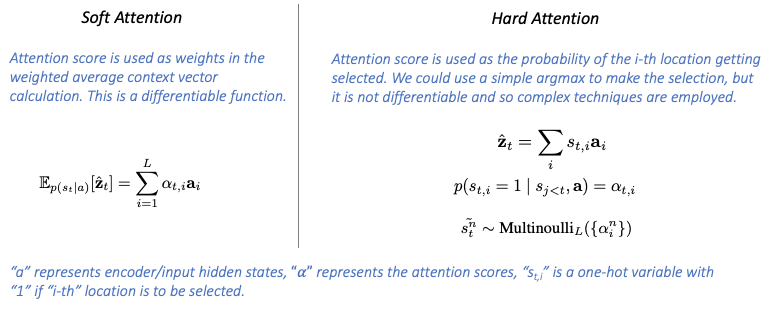 Soft Attention
Attention score is used as weights in the
weighted average context vector
calculation. This is a differentiable function.
𝔼_{p(s_t|a)}[ẑ_t] = ∑_{i=1}^{L} α_{t,i} a_i
Hard Attention
Attention score is used as the probability of the i-th location getting
selected. We could use a simple argmax to make the selection, but
it is not differentiable and so complex techniques are employed.
ẑ_t = ∑_i s_{t,i} a_i
p(s_{t,i} = 1 | s_{j<t}, a) = α_{t,i}
s̃_t^n ∼ Multinoulli_L({α_i^n})
“a” represents encoder/input hidden states, "α" represents the attention scores, “s_{t,i}” is a one-hot variable with
“1” if “i-th” location is to be selected.